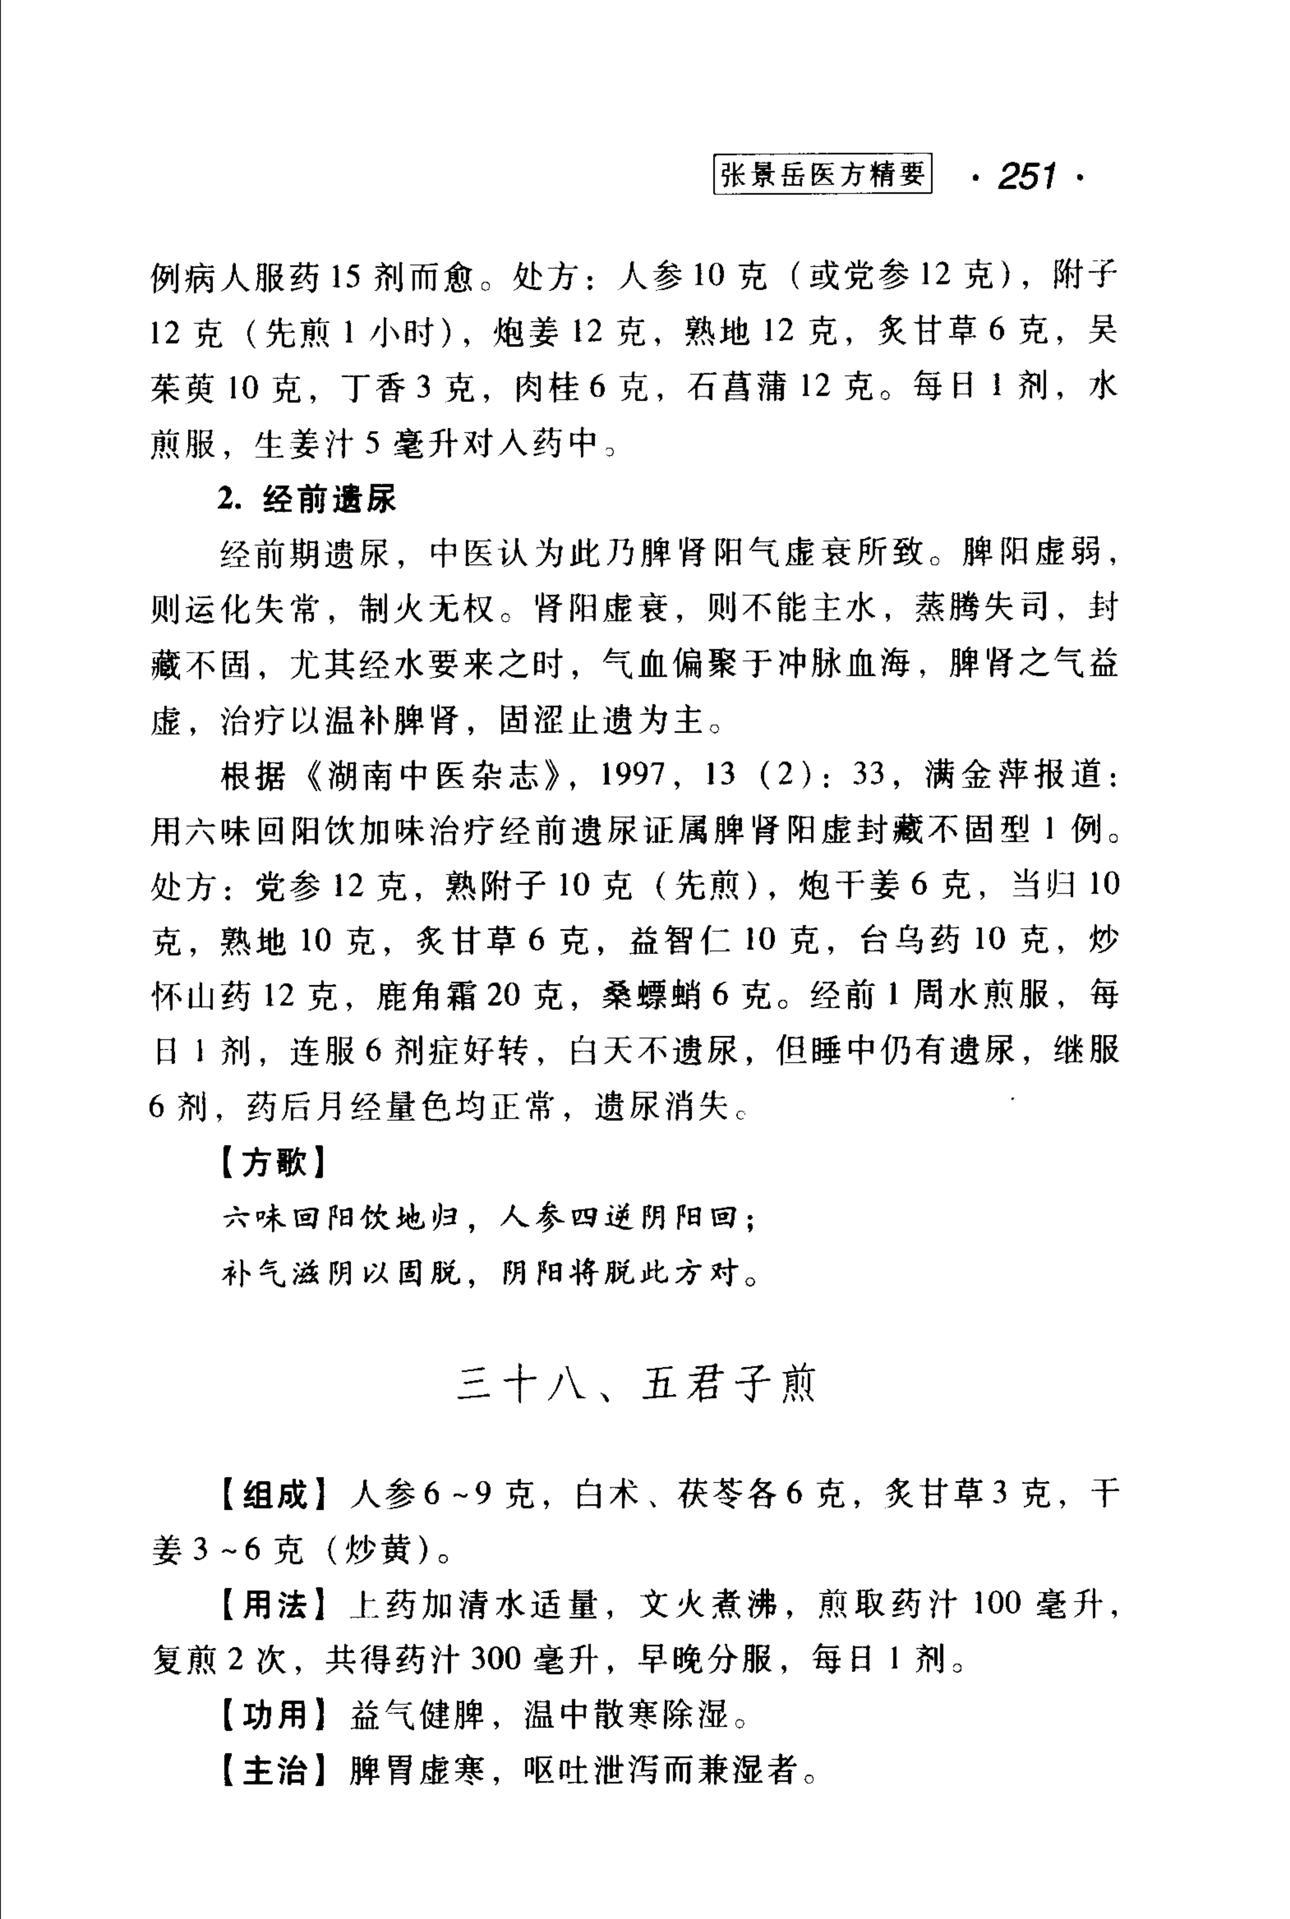 张景岳医方精要 · 251 ·
例病人服药15剂而愈。处方：人参10克（或党参12克），附子
12克（先煎1小时），炮姜12克，熟地12克，炙甘草6克，吴
茱萸10克，丁香3克，肉桂6克，石菖蒲12克。每日1剂，水
煎服，生姜汁5毫升对入药中。
2. 经前遗尿
经前期遗尿，中医认为此乃脾肾阳气虚衰所致。脾阳虚弱，
则运化失常，制火无权。肾阳虚衰，则不能主水，蒸腾失司，封
藏不固，尤其经水要来之时，气血偏聚于冲脉血海，脾肾之气益
虚，治疗以温补脾肾，固涩止遗为主。
根据《湖南中医杂志》，1997，13（2）：33，满金萍报道：
用六味回阳饮加味治疗经前遗尿证属脾肾阳虚封藏不固型1例。
处方：党参12克，熟附子10克（先煎），炮干姜6克，当归10
克，熟地10克，炙甘草6克，益智仁10克，台乌药10克，炒
怀山药12克，鹿角霜20克，桑螵蛸6克。经前1周水煎服，每
日1剂，连服6剂症好转，白天不遗尿，但睡中仍有遗尿，继服
6剂，药后月经量色均正常，遗尿消失。
【方歌】
六味回阳饮地归，人参四逆阴阳回；
补气滋阴以固脱，阴阳将脱此方对。
三十八、五君子煎
【组成】人参6~9克，白术、茯苓各6克，炙甘草3克，干
姜3~6克（炒黄）。
【用法】上药加清水适量，文火煮沸，煎取药汁100毫升，
复煎2次，共得药汁300毫升，早晚分服，每日1剂。
【功用】益气健脾，温中散寒除湿。
【主治】脾胃虚寒，呕吐泄泻而兼湿者。